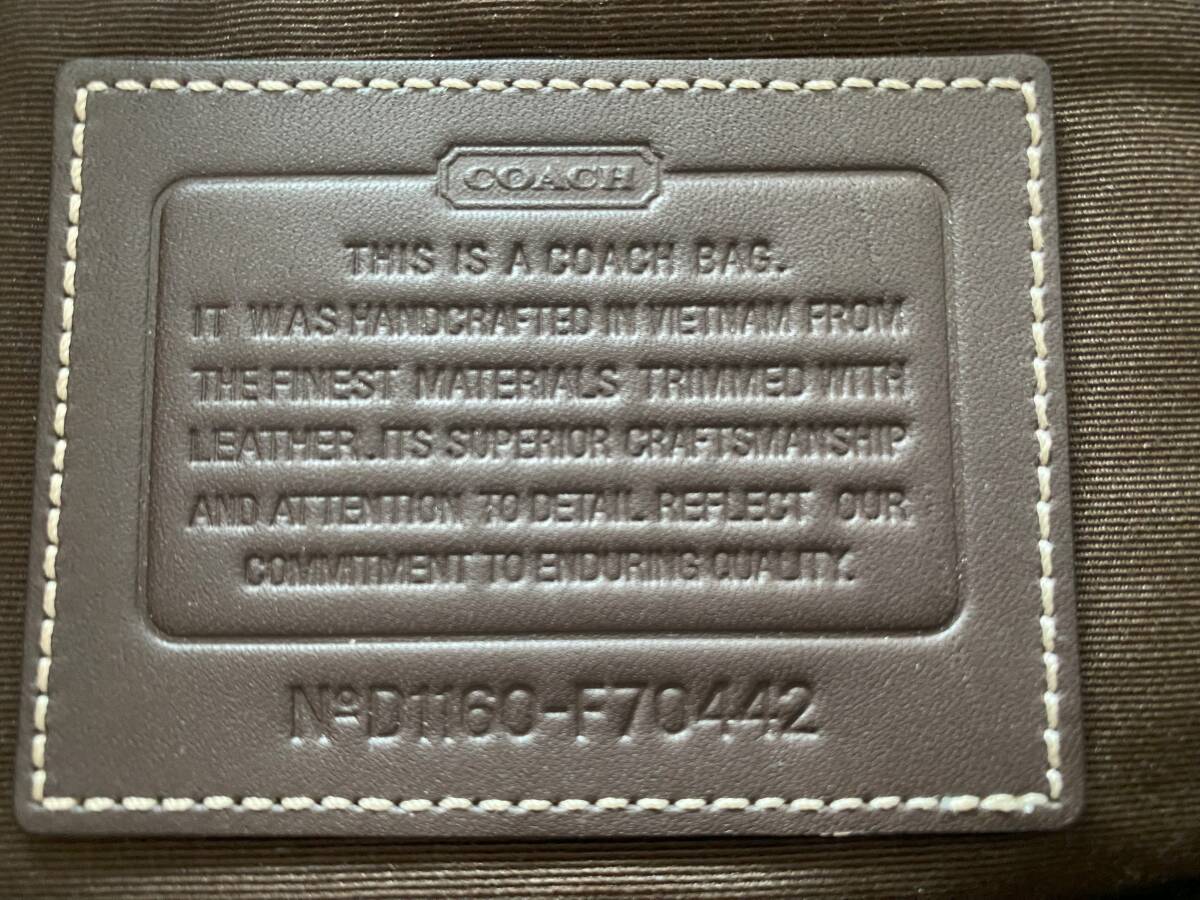 COACH
THIS IS A COACH BAG.
IT WAS HANDCRAFTED IN VIETNAM FROM
THE FINEST MATERIALS TRIMMED WITH
LEATHER. ITS SUPERIOR CRAFTSMANSHIP
AND ATTENTION TO DETAIL REFLECT OUR
COMMITMENT TO ENDURING QUALITY.
NºD1160-F70442